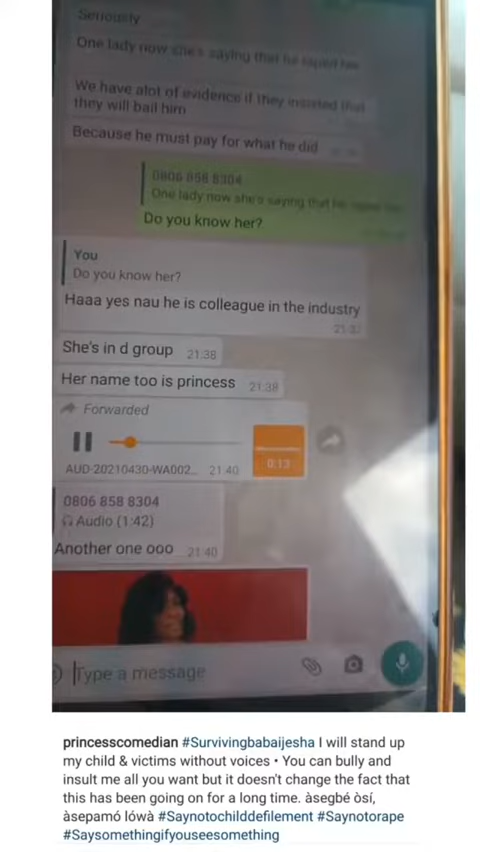 Seriously
One lady now she's saying that he raped her
We have alot of evidence if they insisted that
they will bail him
Because he must pay for what he did
0806 858 8304
One lady now she's saying that he
Do you know her?
You
Do you know her?
Haaa yes nau he is colleague in the industry
21:37
She's in d group 21:38
Her name too is princess 21:38
Forwarded
0:13
AUD-20210430-WA002... 21:40
0806 858 8304
Audio (1:42)
Another one ooo 21:40
Type a message
princesscomedian #Survivingbabaijesha I will stand up
my child & victims without voices • You can bully and
insult me all you want but it doesn't change the fact that
this has been going on for a long time. àsegbé òsí,
àsepamó lówà #Saynotochilddefilement #Saynotorape
#Saysomethingifyouseesomething